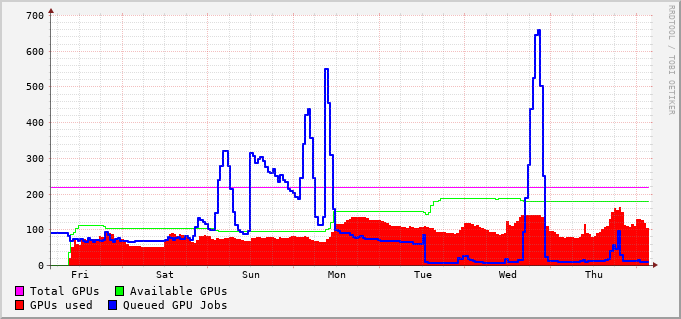 700
600
500
400
300
200
100
0
Fri Sat Sun Mon Tue Wed Thu
Total GPUs Available GPUs
GPUs used Queued GPU Jobs
RRDTOOL / TOBI OETIKER